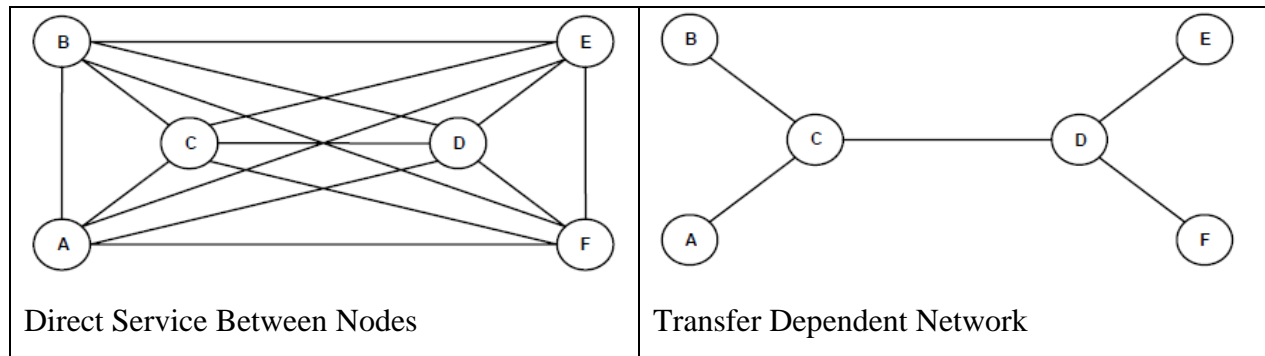 B
E
C
D
A
F
Direct Service Between Nodes
B
E
C
D
A
F
Transfer Dependent Network